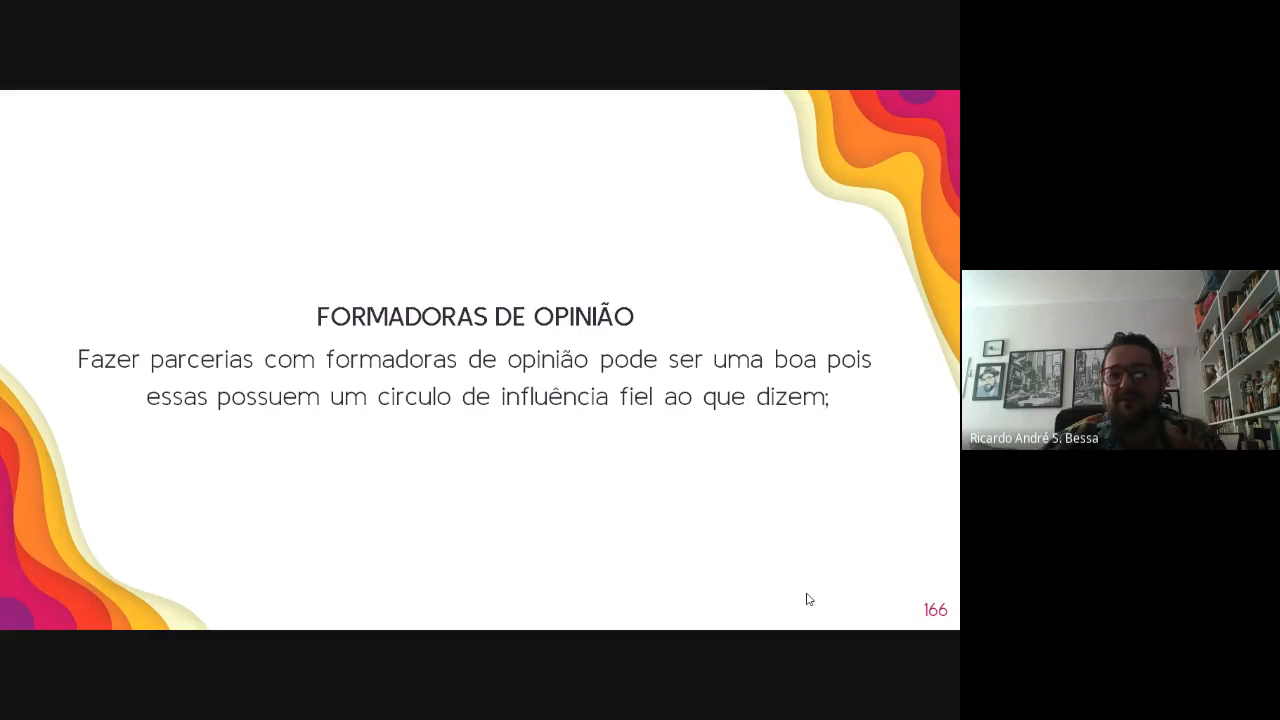 FORMADORAS DE OPINIÃO
Fazer parcerias com formadoras de opinião pode ser uma boa pois
essas possuem um circulo de influência fiel ao que dizem;
166
Ricardo André S. Bessa